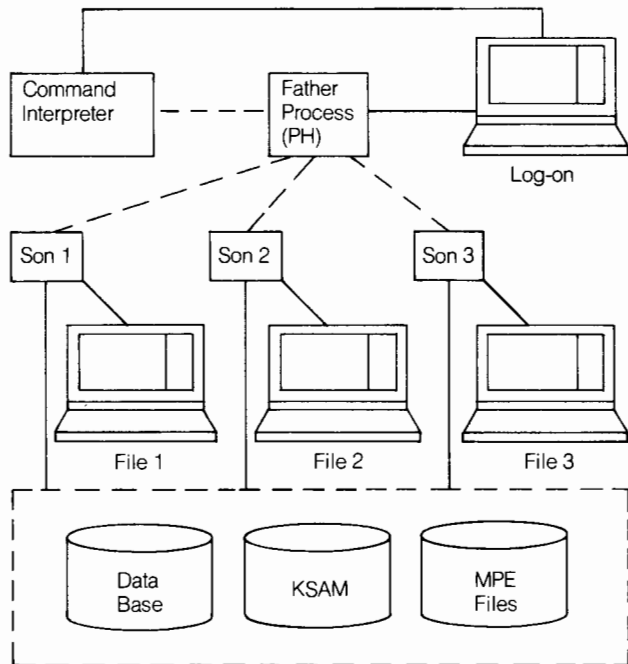 Command
Interpreter
Father
Process
(PH)
Log-on
Son 1
Son 2
Son 3
File 1
File 2
File 3
Data
Base
KSAM
MPE
Files